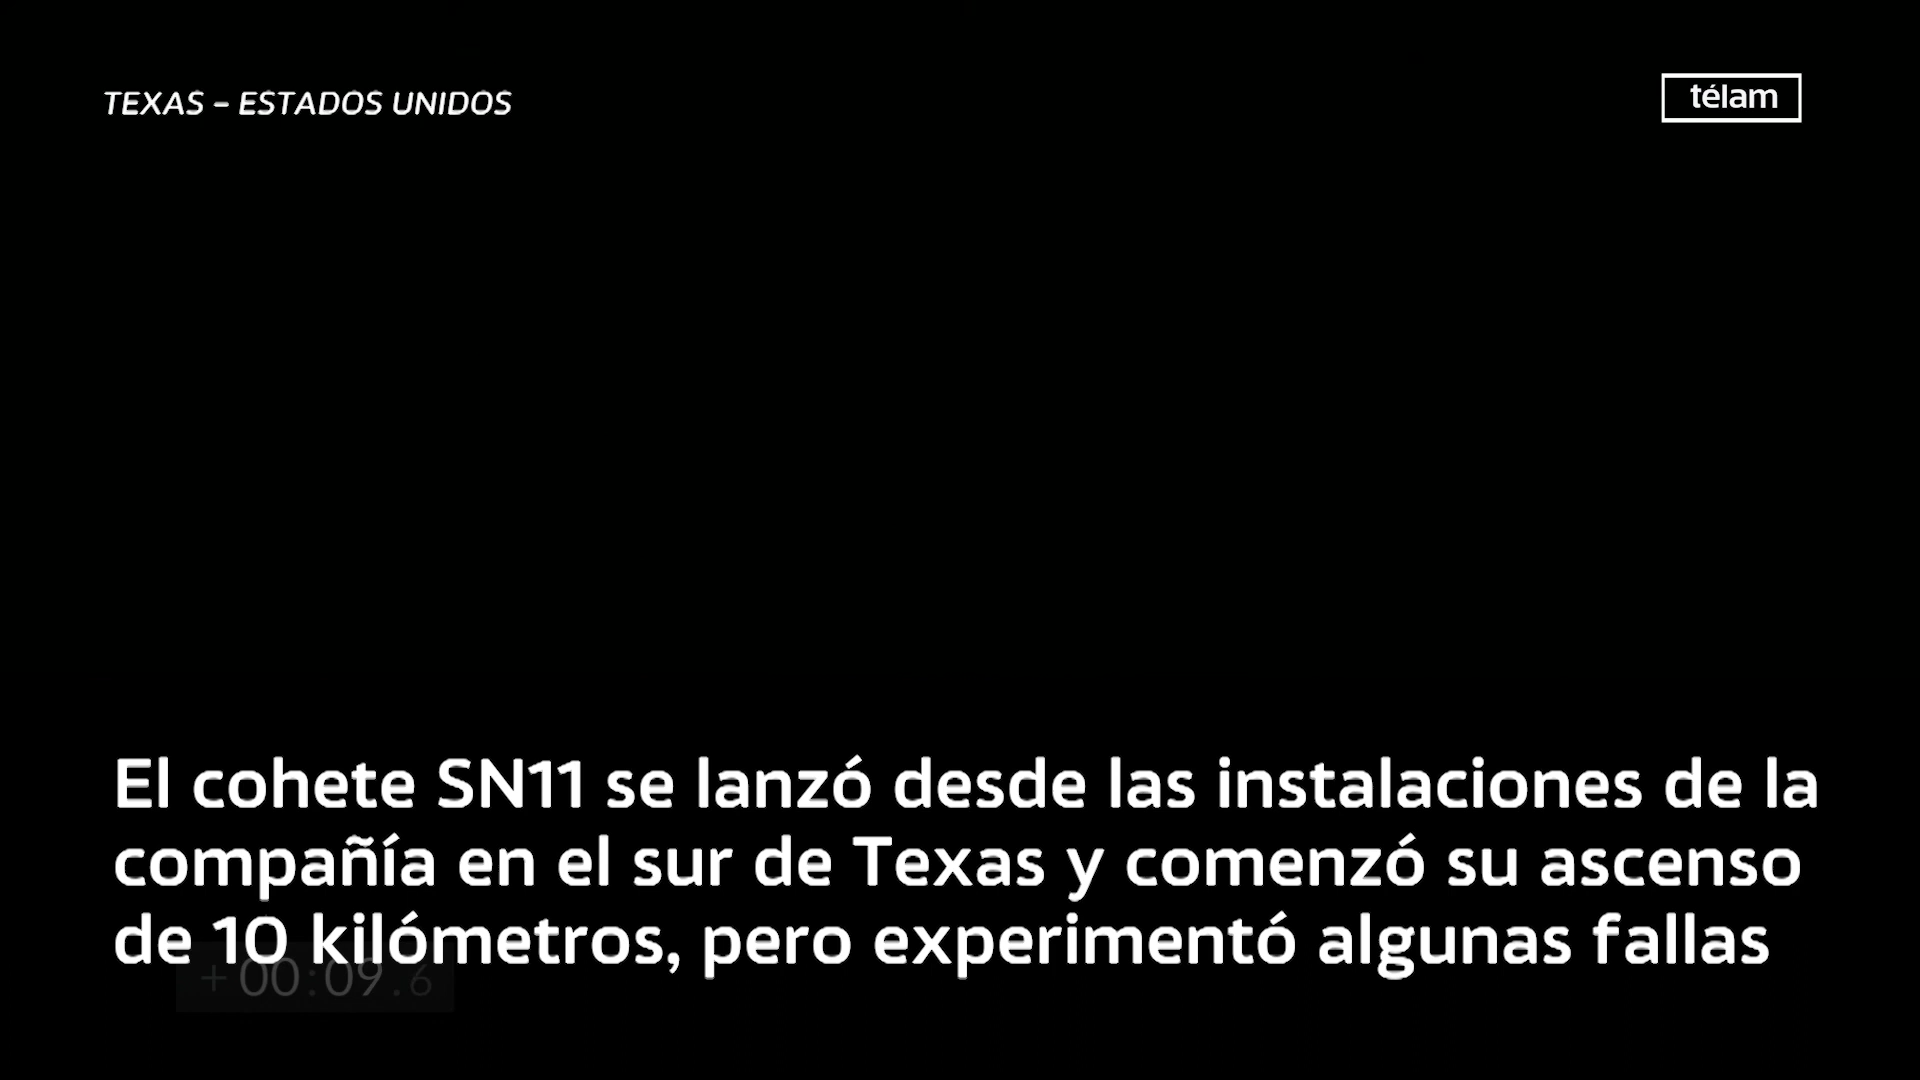 TEXAS – ESTADOS UNIDOS
télam
El cohete SN11 se lanzó desde las instalaciones de la
compañía en el sur de Texas y comenzó su ascenso
de 10 kilómetros, pero experimentó algunas fallas
+00:09.6